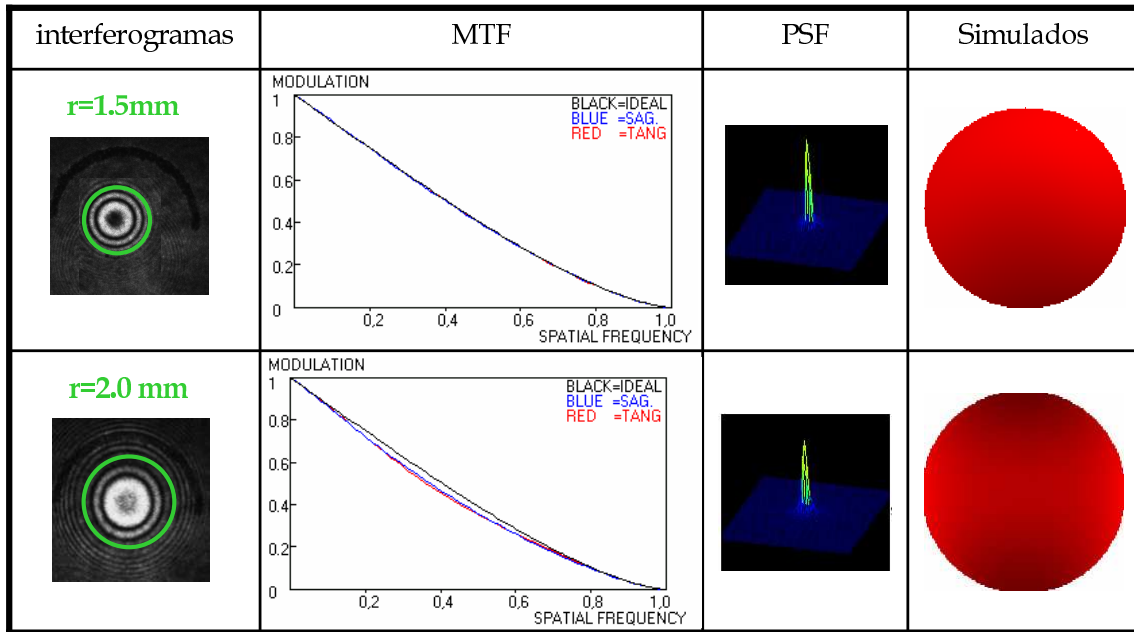 interferogramas MTF PSF Simulados
r=1.5mm
MODULATION
BLACK=IDEAL
BLUE =SAG.
RED =TANG
1
0.8
0.6
0.4
0.2
0
0,2 0,4 0,6 0,8 1,0
SPATIAL FREQUENCY
r=2.0 mm
MODULATION
BLACK=IDEAL
BLUE =SAG.
RED =TANG
1
0.8
0.6
0.4
0.2
0
0,2 0,4 0,6 0,8 1,0
SPATIAL FREQUENCY